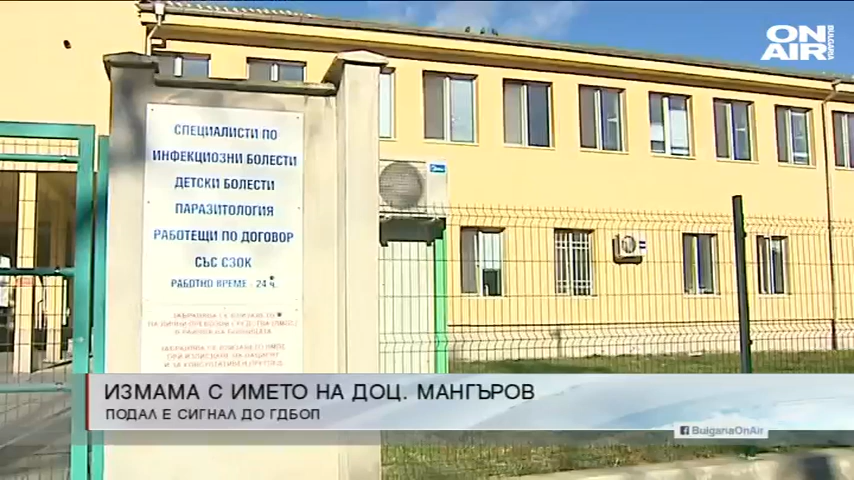 ON AIR
BULGARIA
СПЕЦИАЛИСТИ ПО
ИНФЕКЦИОЗНИ БОЛЕСТИ
ДЕТСКИ БОЛЕСТИ
ПАРАЗИТОЛОГИЯ
РАБОТЕЩИ ПО ДОГОВОР
СЪС СЗОК
РАБОТНО ВРЕМЕ - 24 ч.
ИЗМАМА С ИМЕТО НА ДОЦ. МАНГЪРОВ
ПОДАЛ Е СИГНАЛ ДО ГДБОП
BulgariaOnAir